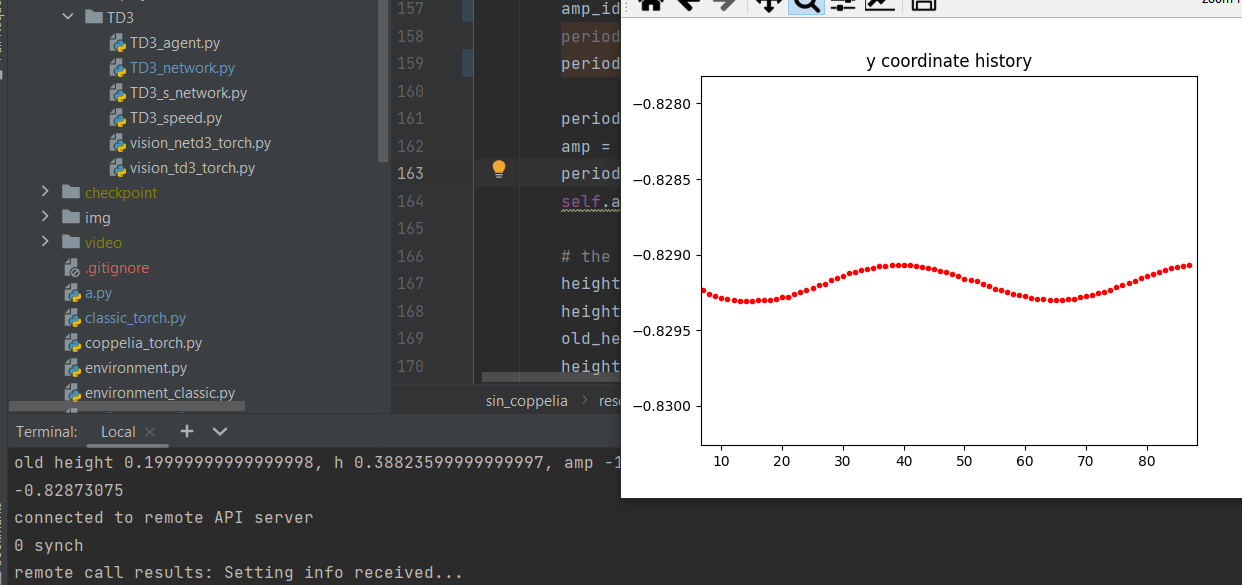 TD3
TD3_agent.py
TD3_network.py
TD3_s_network.py
TD3_speed.py
vision_netd3_torch.py
vision_td3_torch.py
checkpoint
img
video
.gitignore
a.py
classic_torch.py
coppelia_torch.py
environment.py
environment_classic.py
157 amp_id
158 period
159 period
160
161 period
162 amp =
163 period
164 self.a
165
166 # the
167 height
168 height
169 old_he
170 height
sin_coppelia
y coordinate history
−0.8280
−0.8285
−0.8290
−0.8295
−0.8300
10 20 30 40 50 60 70 80
Terminal: Local
old height 0.19999999999999998, h 0.38823599999999997, amp -1
-0.82873075
connected to remote API server
0 synch
remote call results: Setting info received...